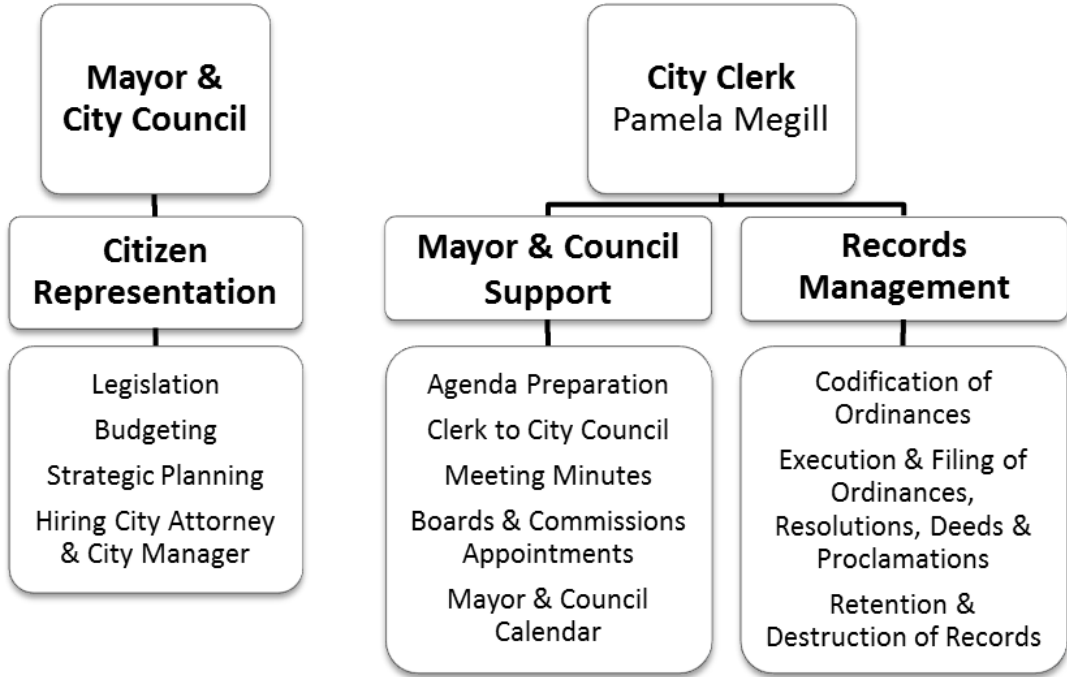 Mayor &
City Council
Citizen
Representation
Legislation
Budgeting
Strategic Planning
Hiring City Attorney
& City Manager
City Clerk
Pamela Megill
Mayor & Council
Support
Agenda Preparation
Clerk to City Council
Meeting Minutes
Boards & Commissions
Appointments
Mayor & Council
Calendar
Records
Management
Codification of
Ordinances
Execution & Filing of
Ordinances,
Resolutions, Deeds &
Proclamations
Retention &
Destruction of Records